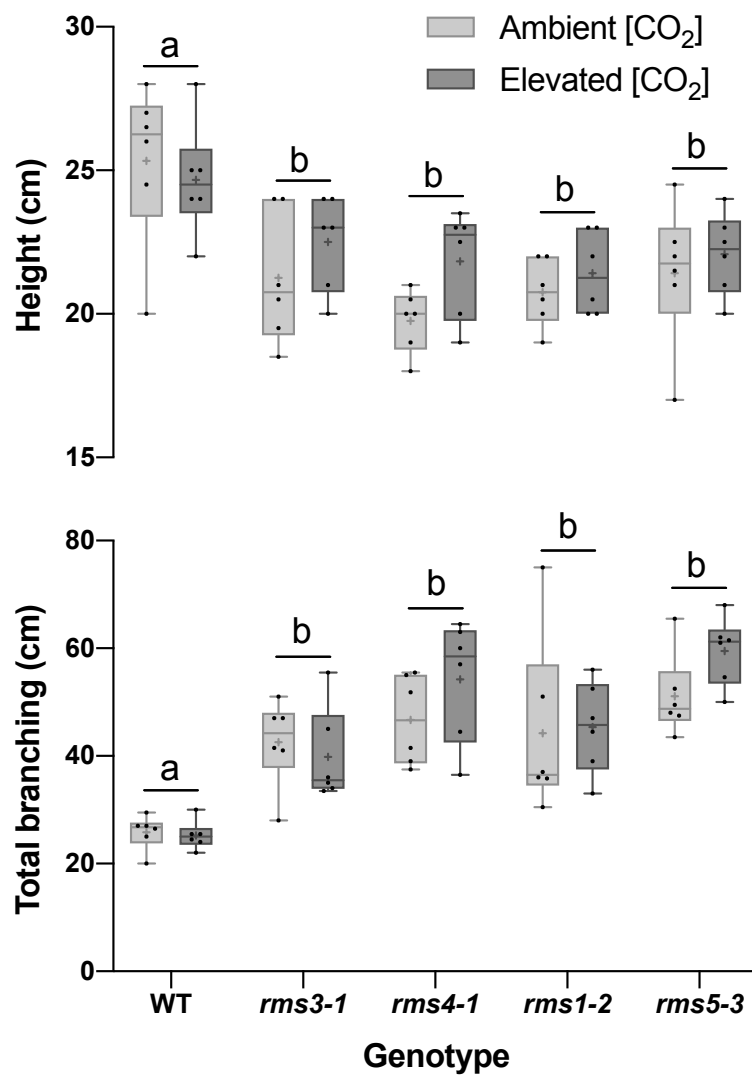 Ambient [CO₂]
Elevated [CO₂]
Height (cm)
30
25
20
15
a
b
b
b
b
Total branching (cm)
80
60
40
20
0
a
b
b
b
b
WT
rms3-1
rms4-1
rms1-2
rms5-3
Genotype